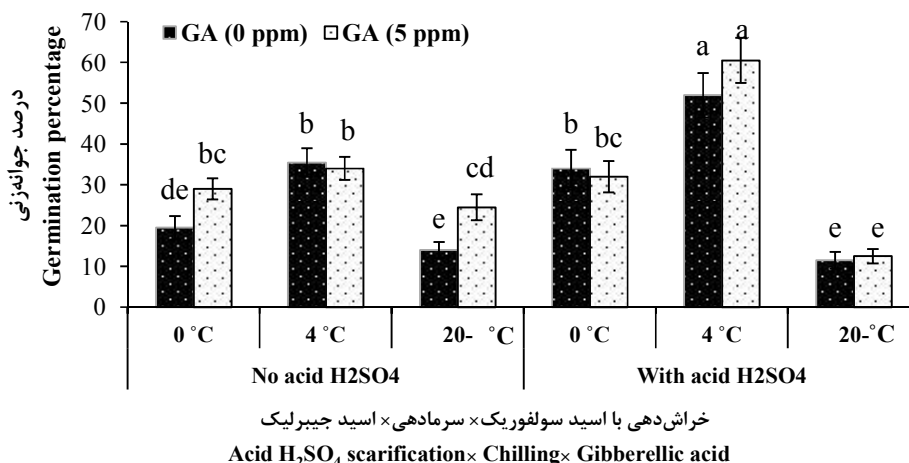 70
60
50
40
30
20
10
0
درصد جوانه‌زنی
Germination percentage
GA (0 ppm) GA (5 ppm)
de bc b b e cd b bc a a e e
0 ˚C 4 ˚C 20- ˚C 0 ˚C 4 ˚C 20-˚C
No acid H2SO4 With acid H2SO4
خراش‌دهی با اسید سولفوریک× سرمادهی× اسید جیبرلیک
Acid H₂SO₄ scarification× Chilling× Gibberellic acid